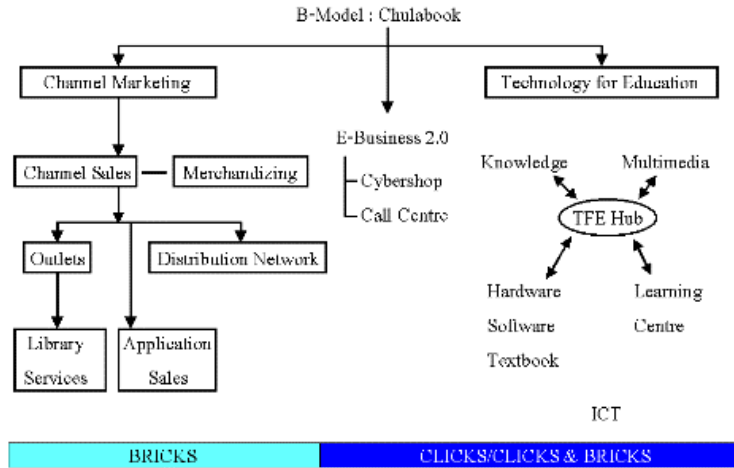 B-Model : Chulabook
Channel Marketing
Technology for Education
E-Business 2.0
Knowledge
Multimedia
Channel Sales
Merchandizing
Cybershop
Call Centre
TFE Hub
Outlets
Distribution Network
Hardware
Software
Textbook
Learning
Centre
Library
Services
Application
Sales
ICT
BRICKS
CLICKS/CLICKS & BRICKS